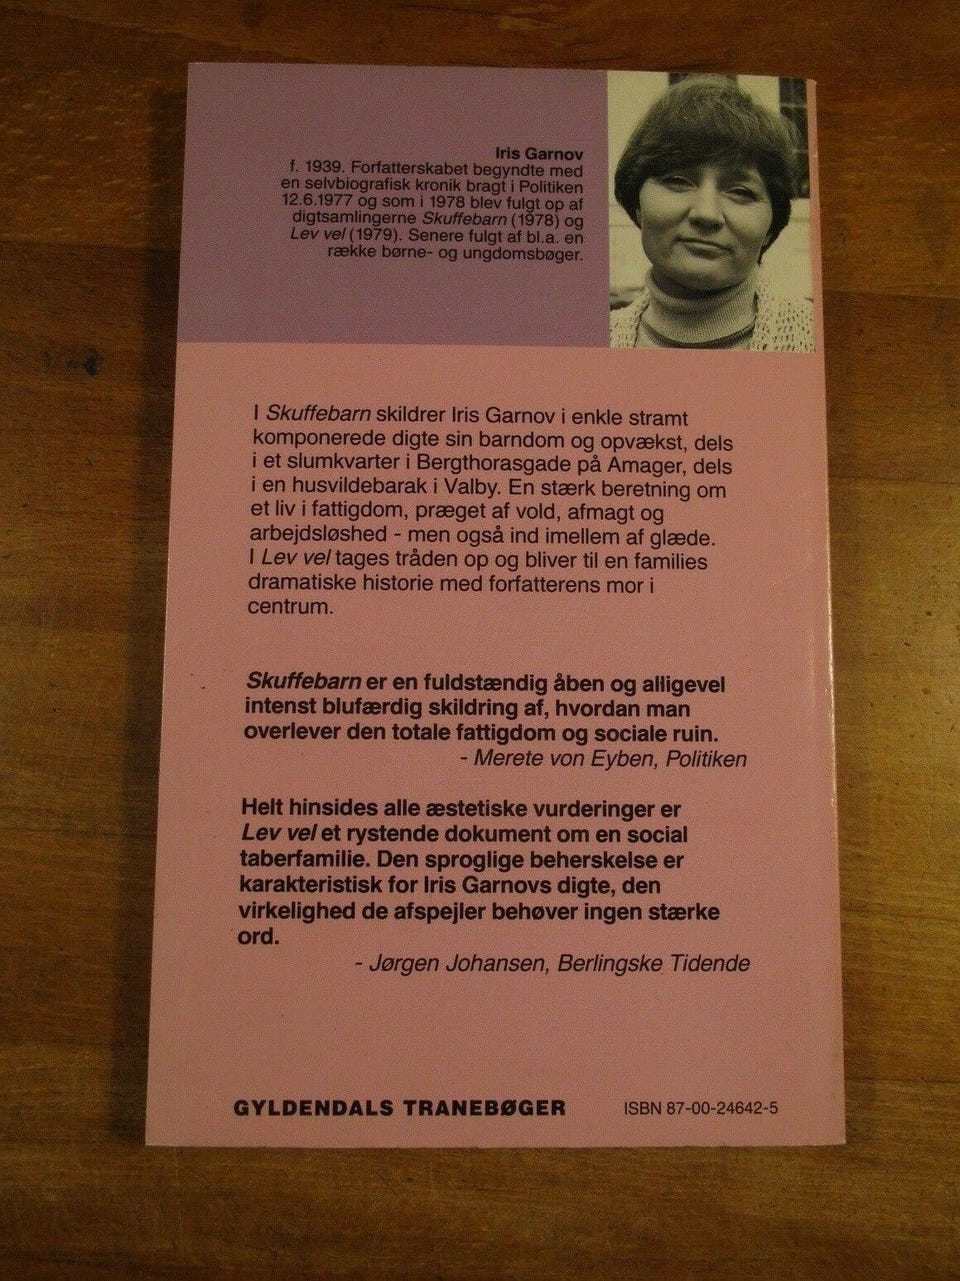 Iris Garnov
f. 1939. Forfatterskabet begyndte med
en selvbiografisk kronik bragt i Politiken
12.6.1977 og som i 1978 blev fulgt op af
digtsamlingerne Skuffebarn (1978) og
Lev vel (1979). Senere fulgt af bl.a. en
række børne- og ungdomsbøger.
I Skuffebarn skildrer Iris Garnov i enkle stramt
komponerede digte sin barndom og opvækst, dels
i et slumkvarter i Bergthorasgade på Amager, dels
i en husvildebarak i Valby. En stærk beretning om
et liv i fattigdom, præget af vold, afmagt og
arbejdsløshed - men også ind imellem af glæde.
I Lev vel tages tråden op og bliver til en families
dramatiske historie med forfatterens mor i
centrum.
Skuffebarn er en fuldstændig åben og alligevel
intenst blufærdig skildring af, hvordan man
overlever den totale fattigdom og sociale ruin.
- Merete von Eyben, Politiken
Helt hinsides alle æstetiske vurderinger er
Lev vel et rystende dokument om en social
taberfamilie. Den sproglige beherskelse er
karakteristisk for Iris Garnovs digte, den
virkelighed de afspejler behøver ingen stærke
ord.
- Jørgen Johansen, Berlingske Tidende
GYLDENDALS TRANEBØGER
ISBN 87-00-24642-5